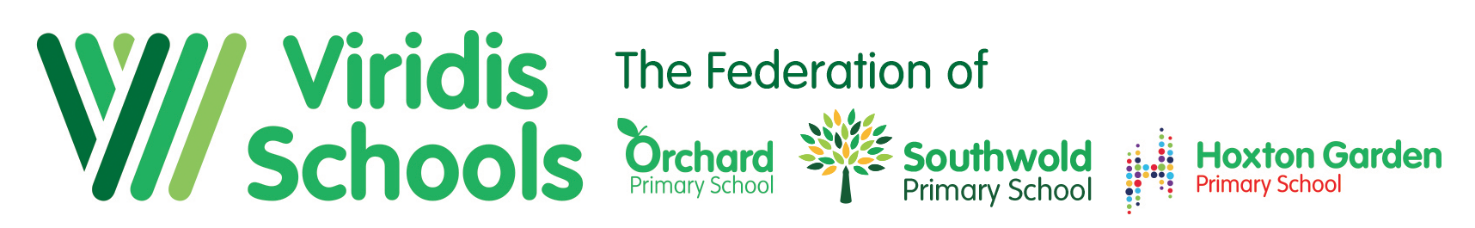 Viridis
Schools
The Federation of
Orchard
Primary School
Southwold
Primary School
Hoxton Garden
Primary School